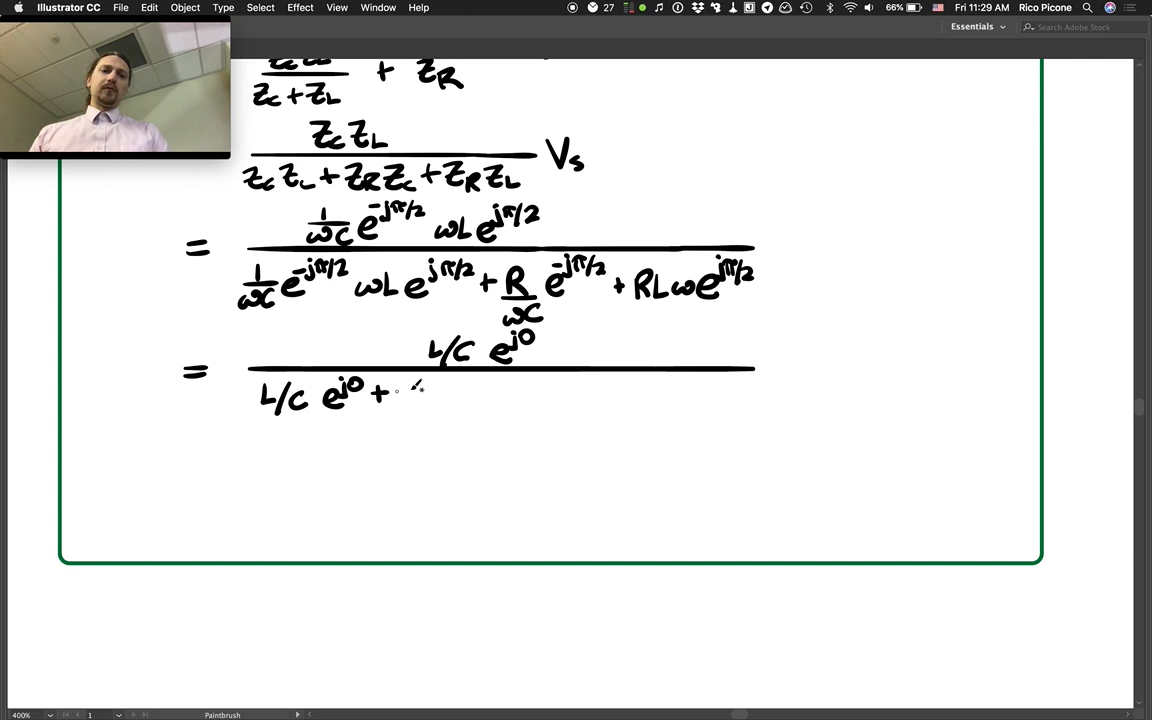 Illustrator CC File Edit Object Type Select Effect View Window Help 27 66% Fri 11:29 AM Rico Picone
Essentials Search Adobe Stock
Z_C + Z_L + Z_R
Z_C Z_L
Z_C Z_L + Z_R Z_C + Z_R Z_L V_s
1/ωC e^{-jπ/2} ωL e^{jπ/2}
= 1/ωC e^{-jπ/2} ωL e^{jπ/2} + R/ωC e^{-jπ/2} + RLω e^{jπ/2}
L/C e^{j0}
= L/C e^{j0} +
400% 1 Paintbrush